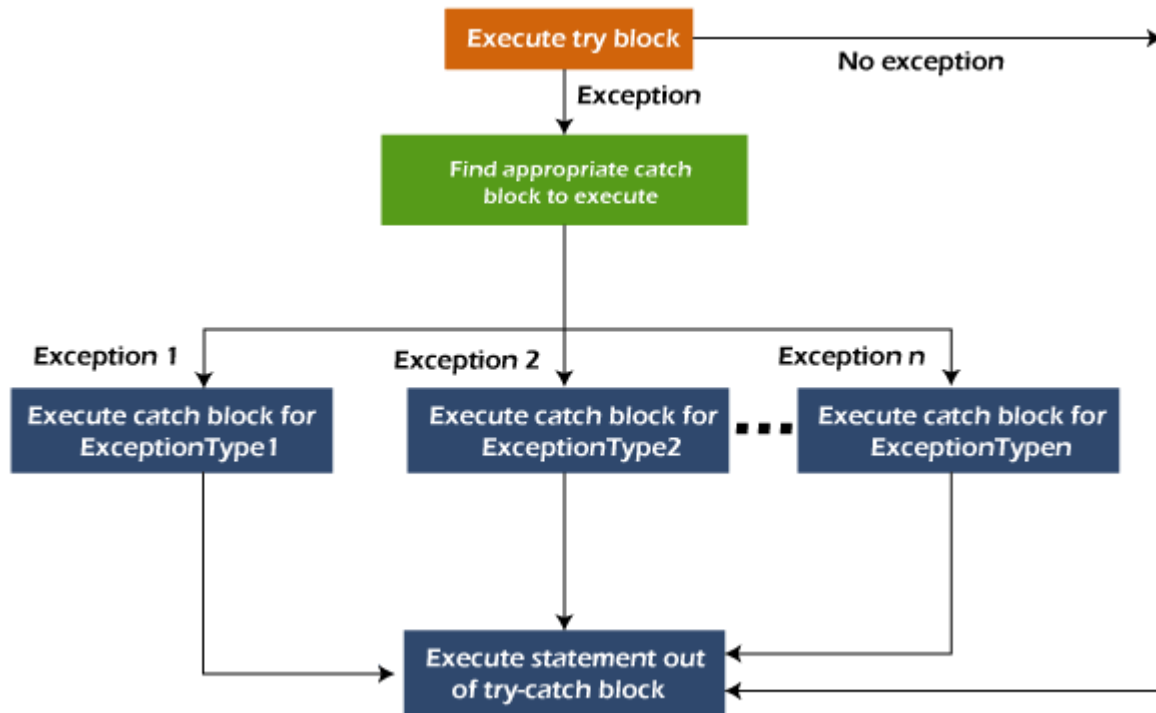 Execute try block
No exception
Exception
Find appropriate catch
block to execute
Exception 1
Exception 2
Exception n
Execute catch block for
ExceptionType1
Execute catch block for
ExceptionType2
Execute catch block for
ExceptionTypen
Execute statement out
of try-catch block